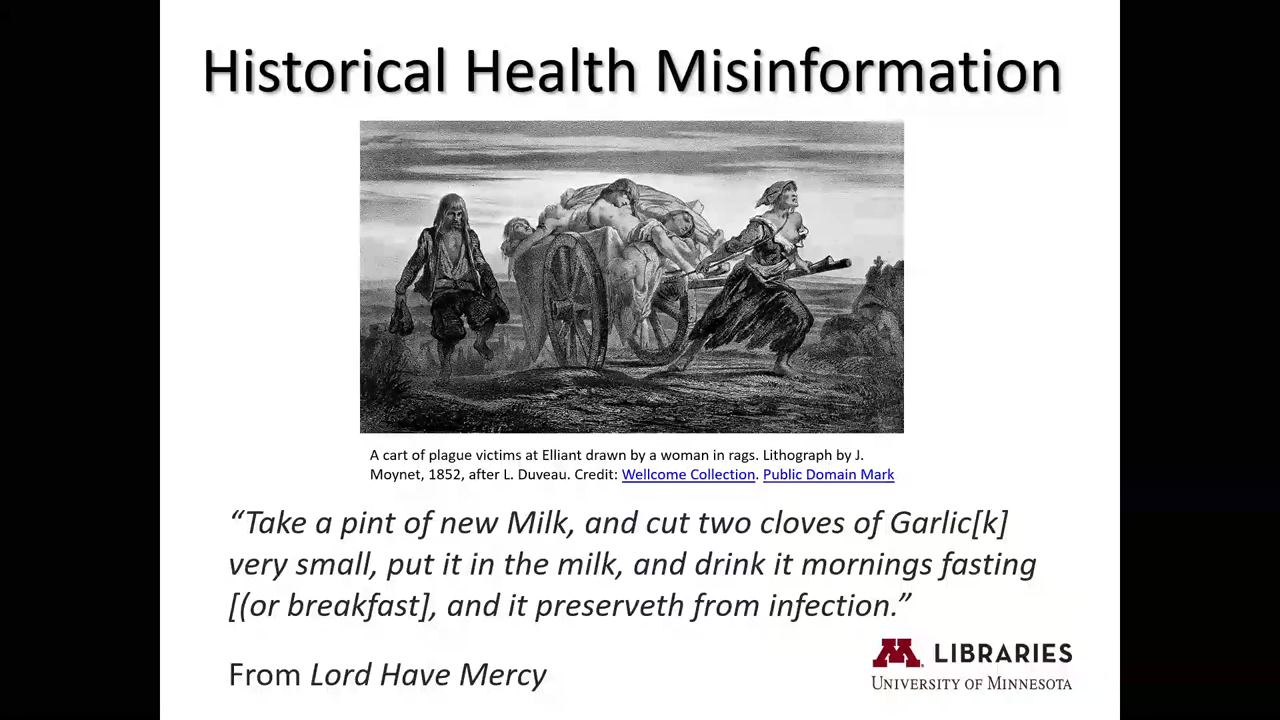 Historical Health Misinformation
A cart of plague victims at Elliant drawn by a woman in rags. Lithograph by J.
Moynet, 1852, after L. Duveau. Credit: Wellcome Collection. Public Domain Mark
“Take a pint of new Milk, and cut two cloves of Garlic[k]
very small, put it in the milk, and drink it mornings fasting
[(or breakfast], and it preserveth from infection.”
From Lord Have Mercy
M LIBRARIES
UNIVERSITY OF MINNESOTA